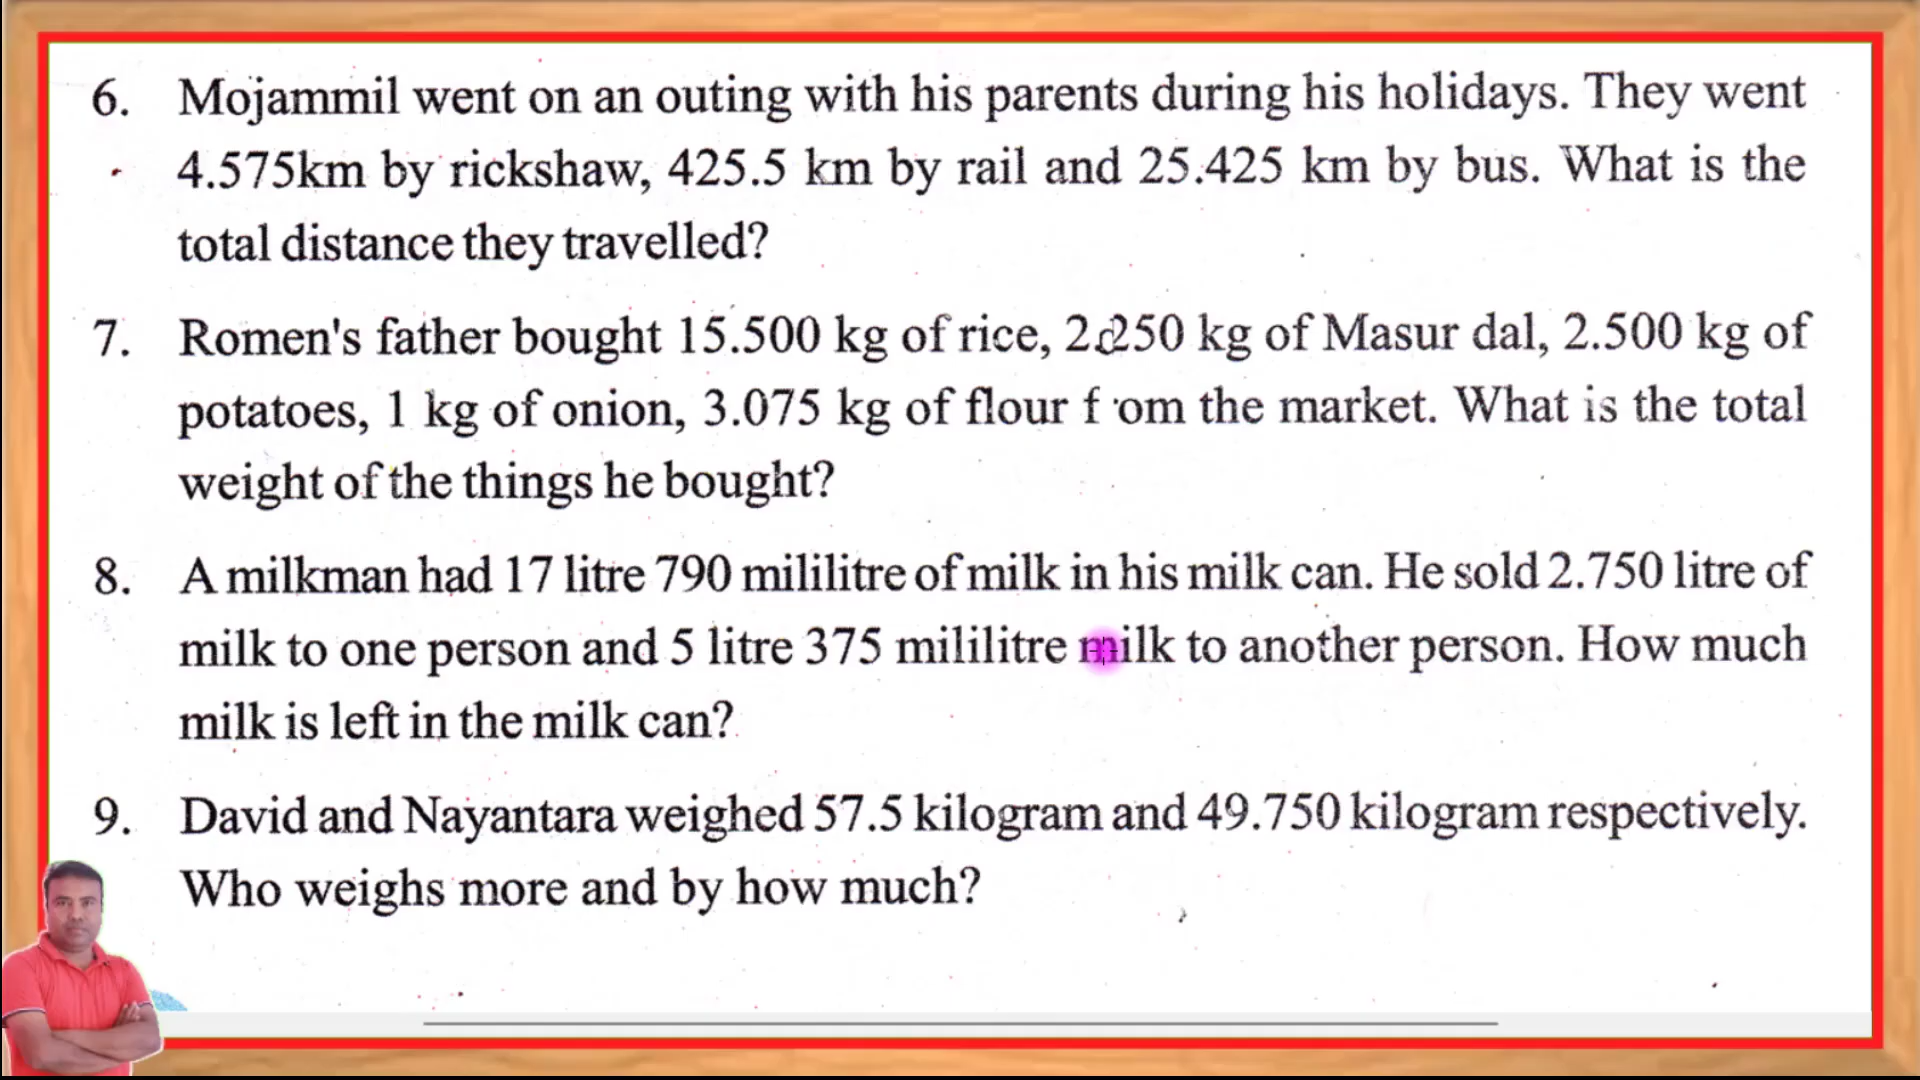 6. Mojammil went on an outing with his parents during his holidays. They went
4.575km by rickshaw, 425.5 km by rail and 25.425 km by bus. What is the
total distance they travelled?
7. Romen's father bought 15.500 kg of rice, 2.250 kg of Masur dal, 2.500 kg of
potatoes, 1 kg of onion, 3.075 kg of flour f om the market. What is the total
weight of the things he bought?
8. A milkman had 17 litre 790 mililitre of milk in his milk can. He sold 2.750 litre of
milk to one person and 5 litre 375 mililitre milk to another person. How much
milk is left in the milk can?
9. David and Nayantara weighed 57.5 kilogram and 49.750 kilogram respectively.
Who weighs more and by how much?